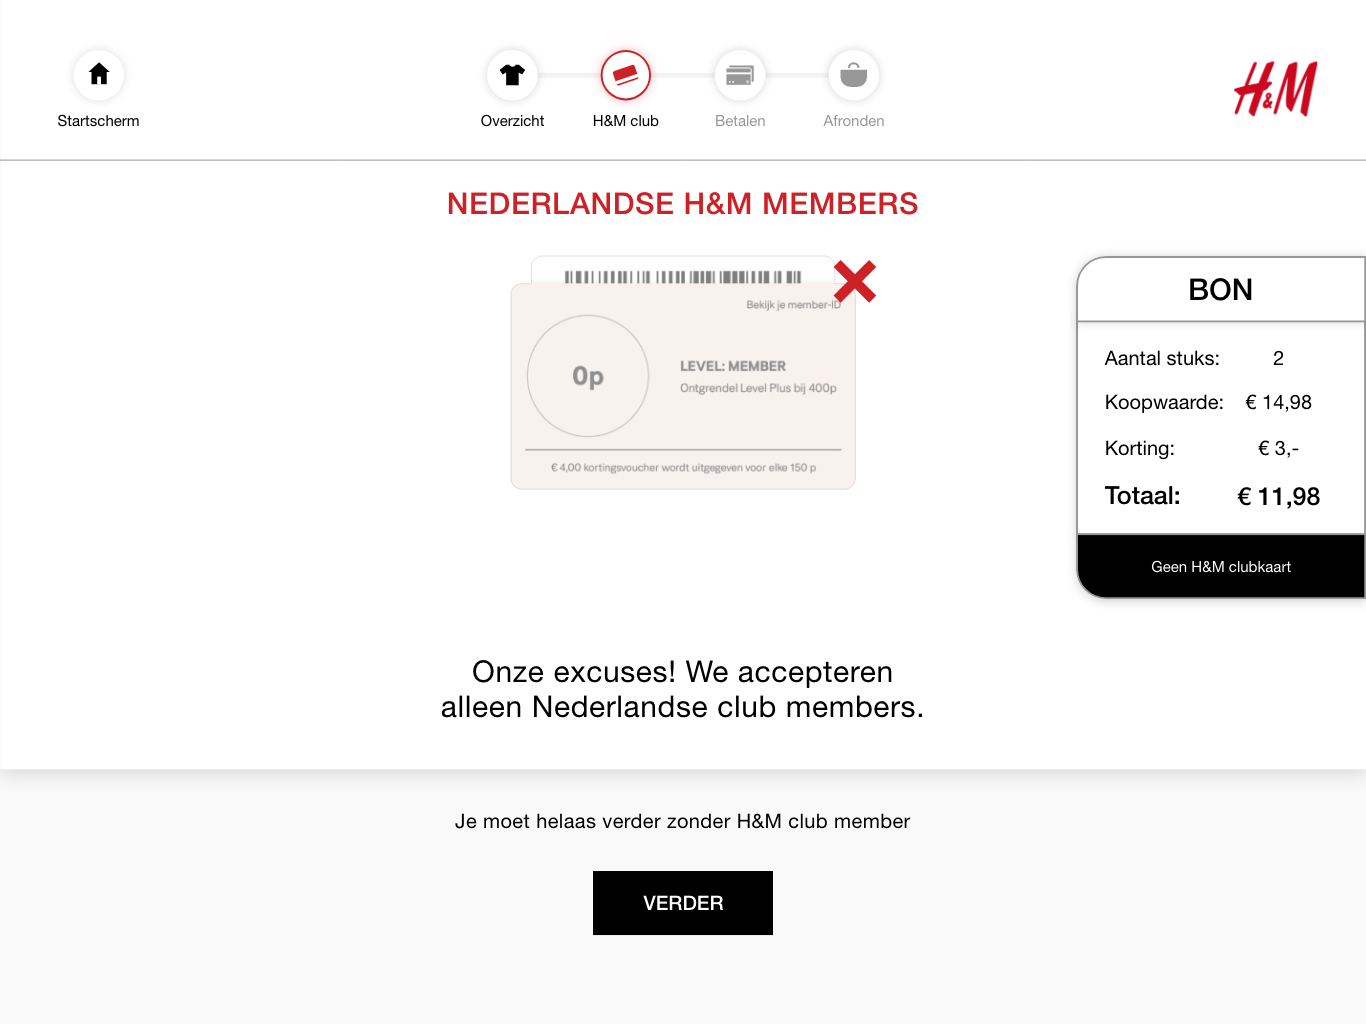 Startscherm
Overzicht
H&M club
Betalen
Afronden
H&M
NEDERLANDSE H&M MEMBERS
Bekijk je member-ID
0p
LEVEL: MEMBER
Ontgrendel Level Plus bij 400p
€ 4,00 kortingsvoucher wordt uitgegeven voor elke 150 p
BON
Aantal stuks: 2
Koopwaarde: € 14,98
Korting: € 3,-
Totaal: € 11,98
Geen H&M clubkaart
Onze excuses! We accepteren
alleen Nederlandse club members.
Je moet helaas verder zonder H&M club member
VERDER